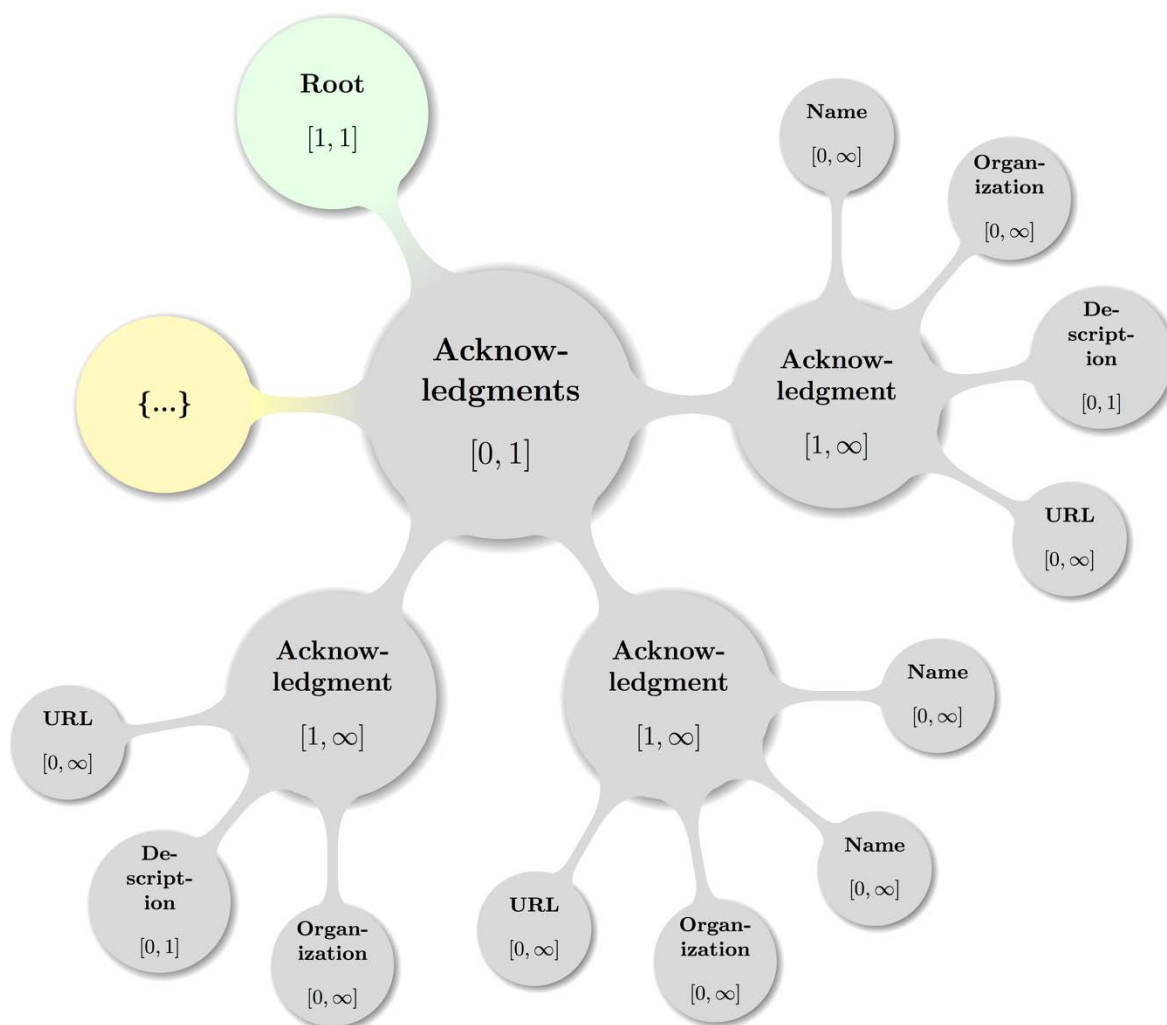 Root
[1, 1]
{...}
Acknow-
ledgments
[0, 1]
Name
[0, ∞]
Organ-
ization
[0, ∞]
De-
script-
ion
[0, 1]
URL
[0, ∞]
Acknow-
ledgment
[1, ∞]
Acknow-
ledgment
[1, ∞]
URL
[0, ∞]
De-
script-
ion
[0, 1]
Organ-
ization
[0, ∞]
Acknow-
ledgment
[1, ∞]
Name
[0, ∞]
Name
[0, ∞]
URL
[0, ∞]
Organ-
ization
[0, ∞]